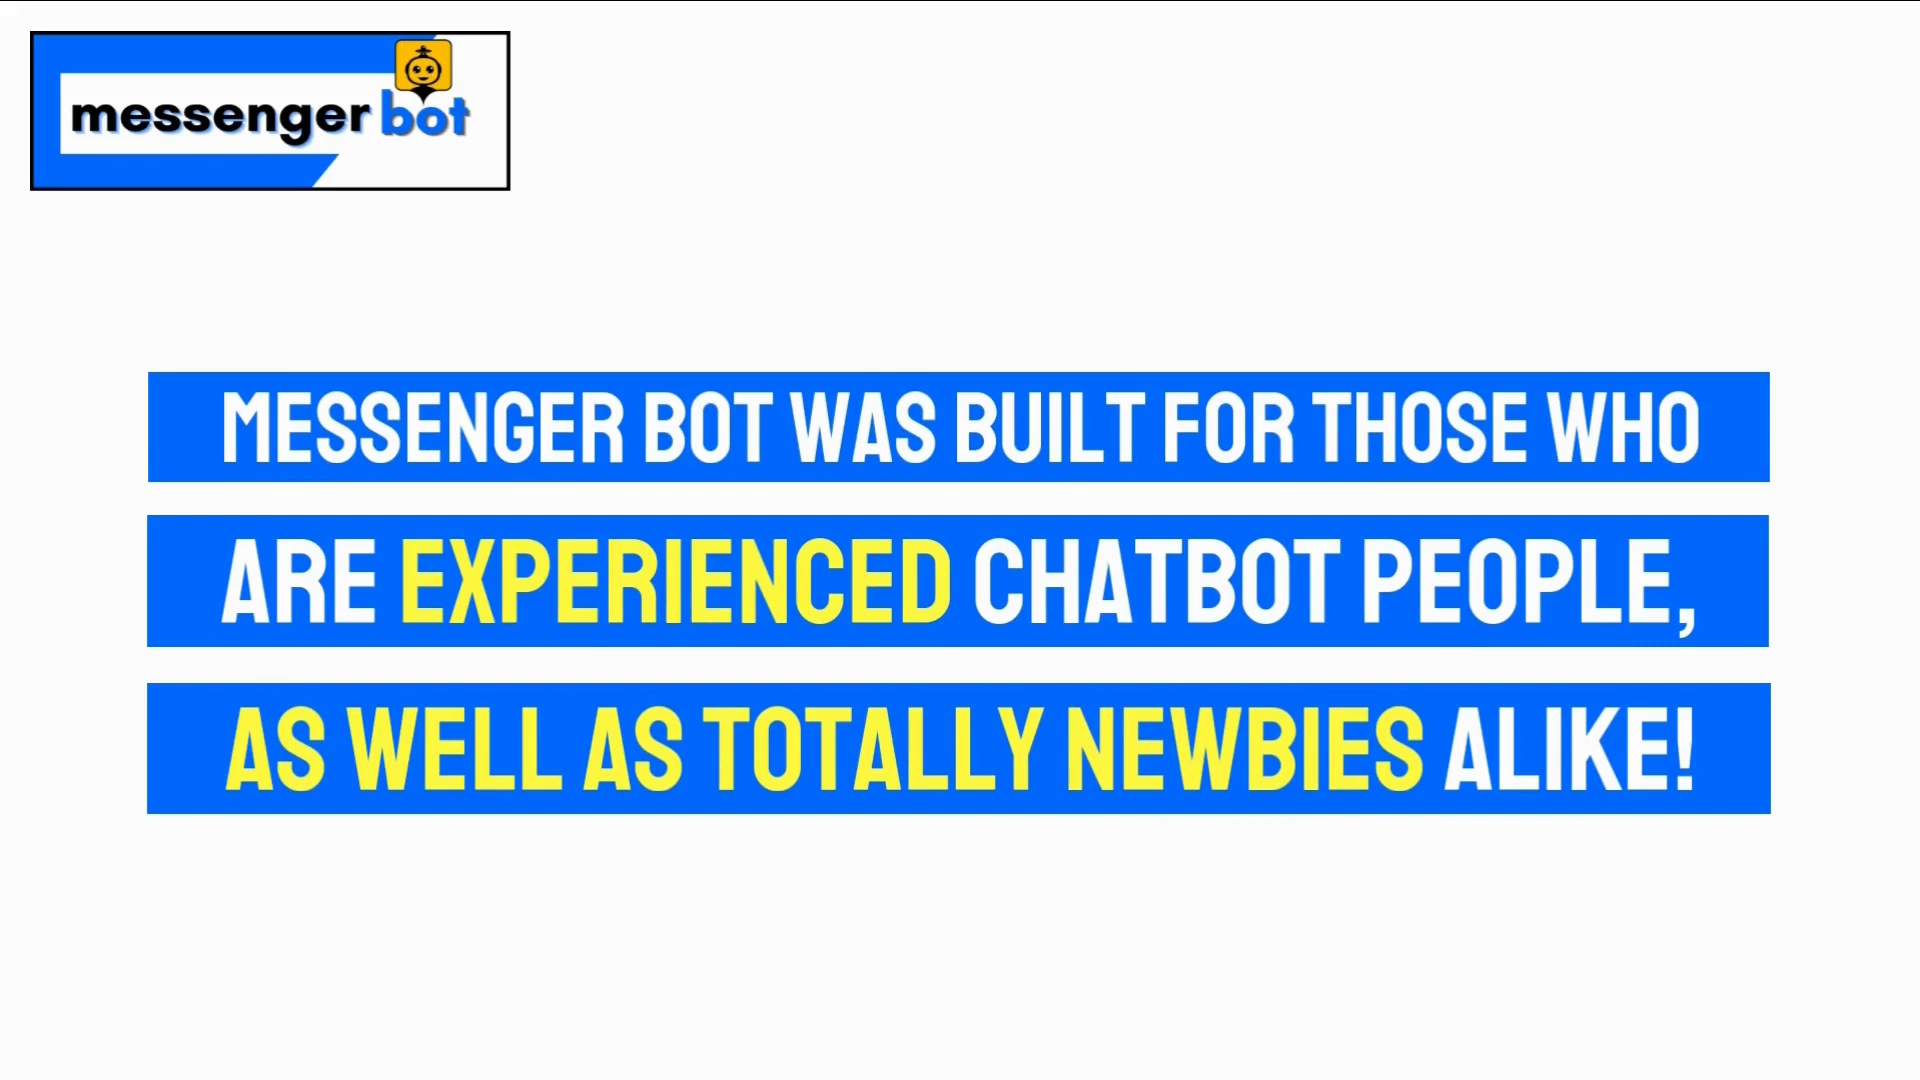 messenger bot
MESSENGER BOT WAS BUILT FOR THOSE WHO
ARE EXPERIENCED CHATBOT PEOPLE,
AS WELL AS TOTALLY NEWBIES ALIKE!